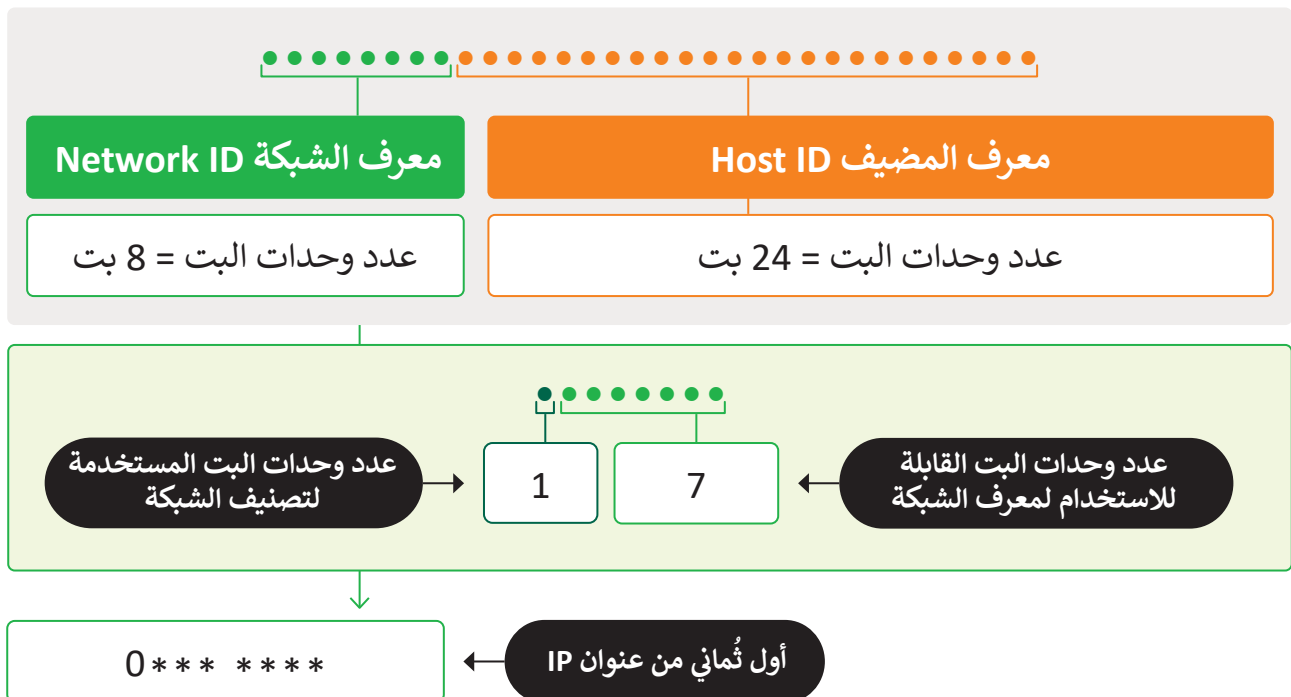 معرف الشبكة Network ID
معرف المضيف Host ID
عدد وحدات البت = 8 بت
عدد وحدات البت = 24 بت
عدد وحدات البت المستخدمة
لتصنيف الشبكة
1
7
عدد وحدات البت القابلة
للاستخدام لمعرف الشبكة
0*** ****
أول ثُماني من عنوان IP